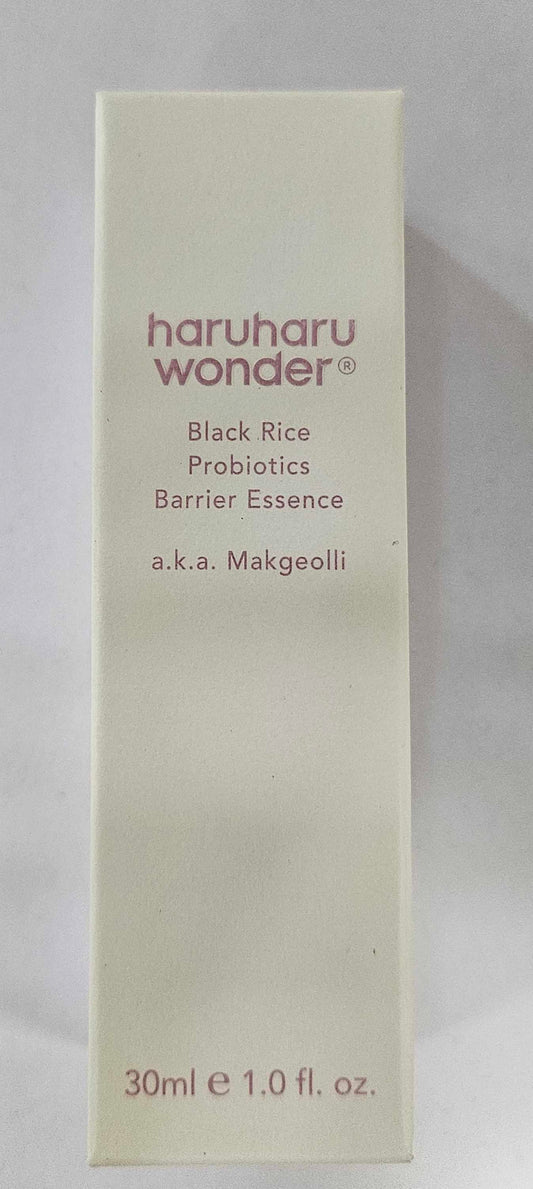 haruharu
wonder®
Black Rice
Probiotics
Barrier Essence
a.k.a. Makgeolli
30ml ℮ 1.0 fl. oz.